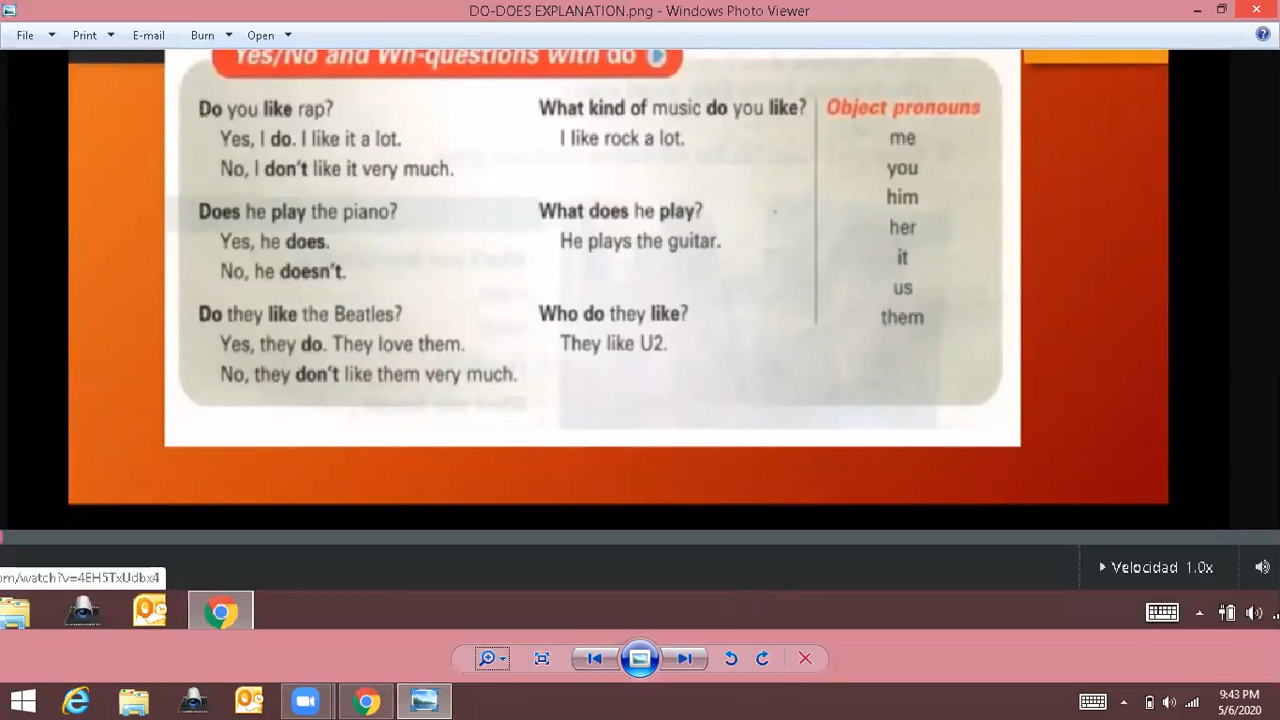 DO-DOES EXPLANATION.png - Windows Photo Viewer
File Print E-mail Burn Open
Yes/No and Wh-questions with do
Do you like rap?
Yes, I do. I like it a lot.
No, I don't like it very much.
Does he play the piano?
Yes, he does.
No, he doesn't.
Do they like the Beatles?
Yes, they do. They love them.
No, they don't like them very much.
What kind of music do you like?
I like rock a lot.
What does he play?
He plays the guitar.
Who do they like?
They like U2.
Object pronouns
me
you
him
her
it
us
them
om/watch?v=4EH5TxUdbx4
Velocidad 1.0x
9:43 PM
5/6/2020